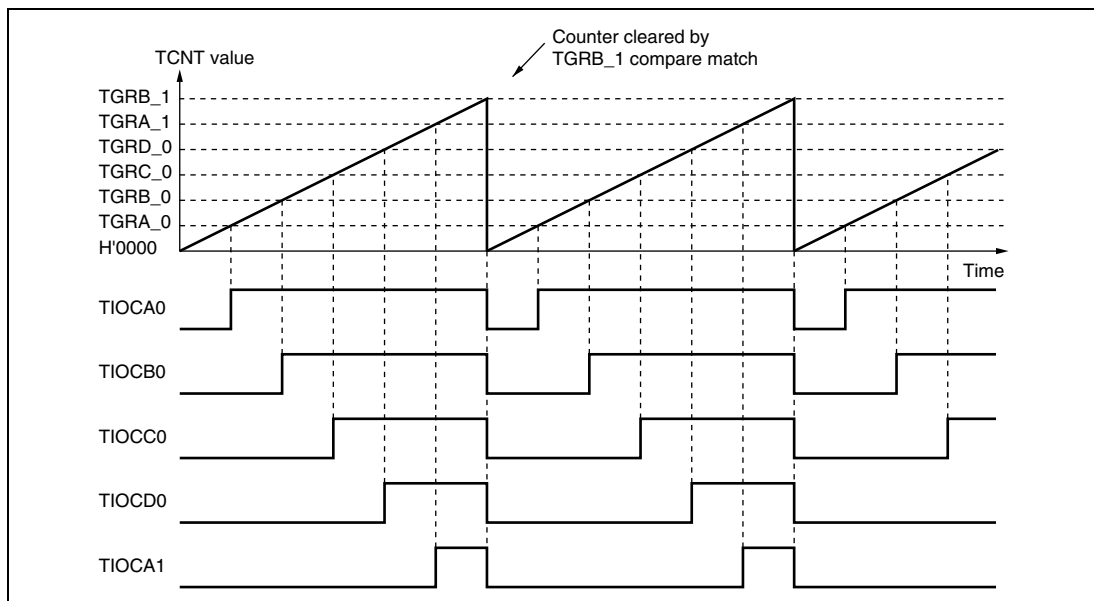 Counter cleared by
TGRB_1 compare match
TCNT value
TGRB_1
TGRA_1
TGRD_0
TGRC_0
TGRB_0
TGRA_0
H'0000
Time
TIOCA0
TIOCB0
TIOCC0
TIOCD0
TIOCA1